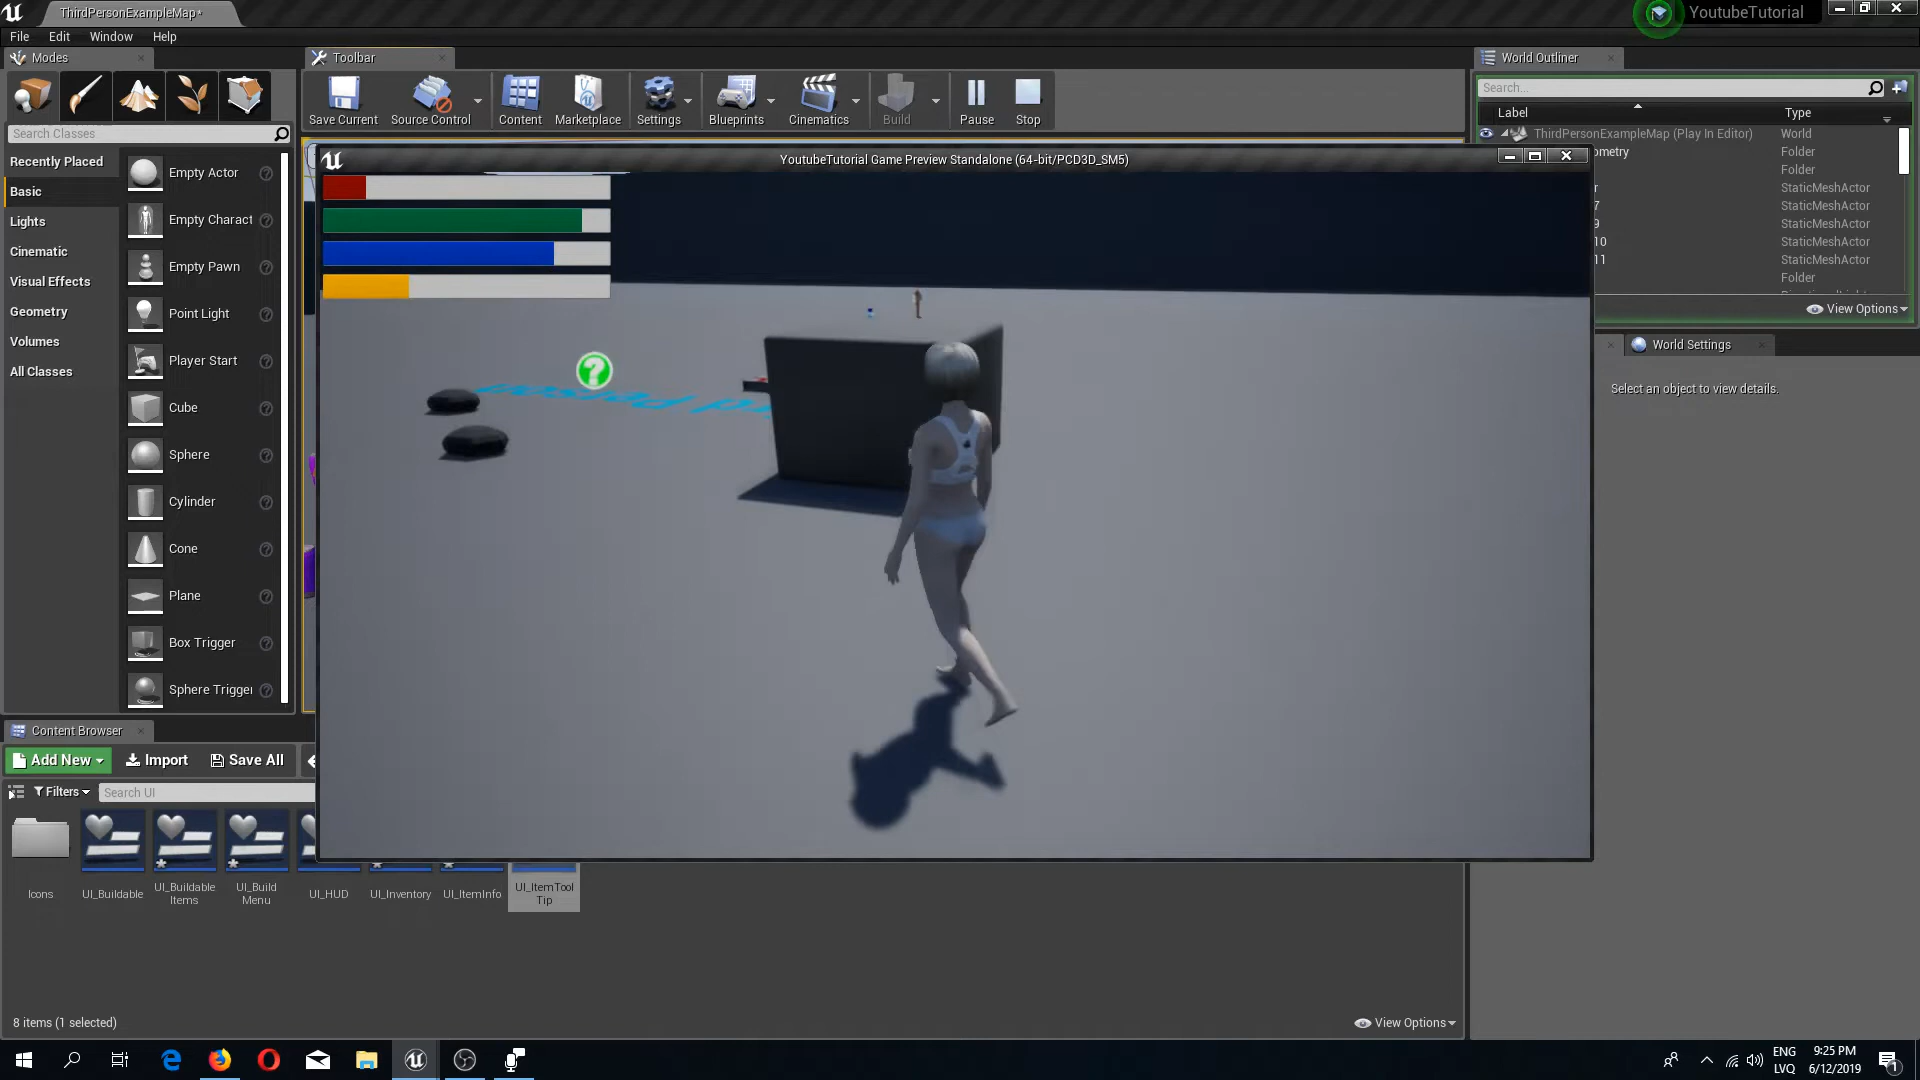 ThirdPersonExampleMap*
YoutubeTutorial
File Edit Window Help
Modes
Toolbar
World Outliner
Save Current
Source Control
Content
Marketplace
Settings
Blueprints
Cinematics
Build
Pause
Stop
Search...
Label Type
Search Classes
ThirdPersonExampleMap (Play In Editor) World
YoutubeTutorial Game Preview Standalone (64-bit/PCD3D_SM5)
ometry Folder
Folder
r StaticMeshActor
7 StaticMeshActor
9 StaticMeshActor
10 StaticMeshActor
11 StaticMeshActor
Folder
View Options
World Settings
Select an object to view details.
Recently Placed
Basic
Lights
Cinematic
Visual Effects
Geometry
Volumes
All Classes
Empty Actor
Empty Charact
Empty Pawn
Point Light
Player Start
Cube
Sphere
Cylinder
Cone
Plane
Box Trigger
Sphere Trigger
?
Content Browser
Add New Import Save All
Filters Search UI
Icons
UI_Buildable
UI_Buildable
Items
UI_Build
Menu
UI_HUD
UI_Inventory
UI_ItemInfo
UI_ItemTool
Tip
8 items (1 selected)
View Options
ENG
LVQ
9:25 PM
6/12/2019
1